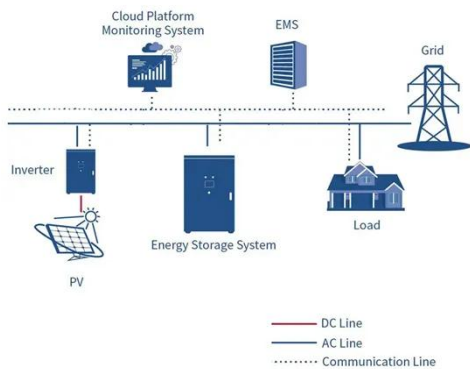 Cloud Platform
Monitoring System
EMS
Grid
Inverter
Energy Storage System
Load
PV
DC Line
AC Line
Communication Line